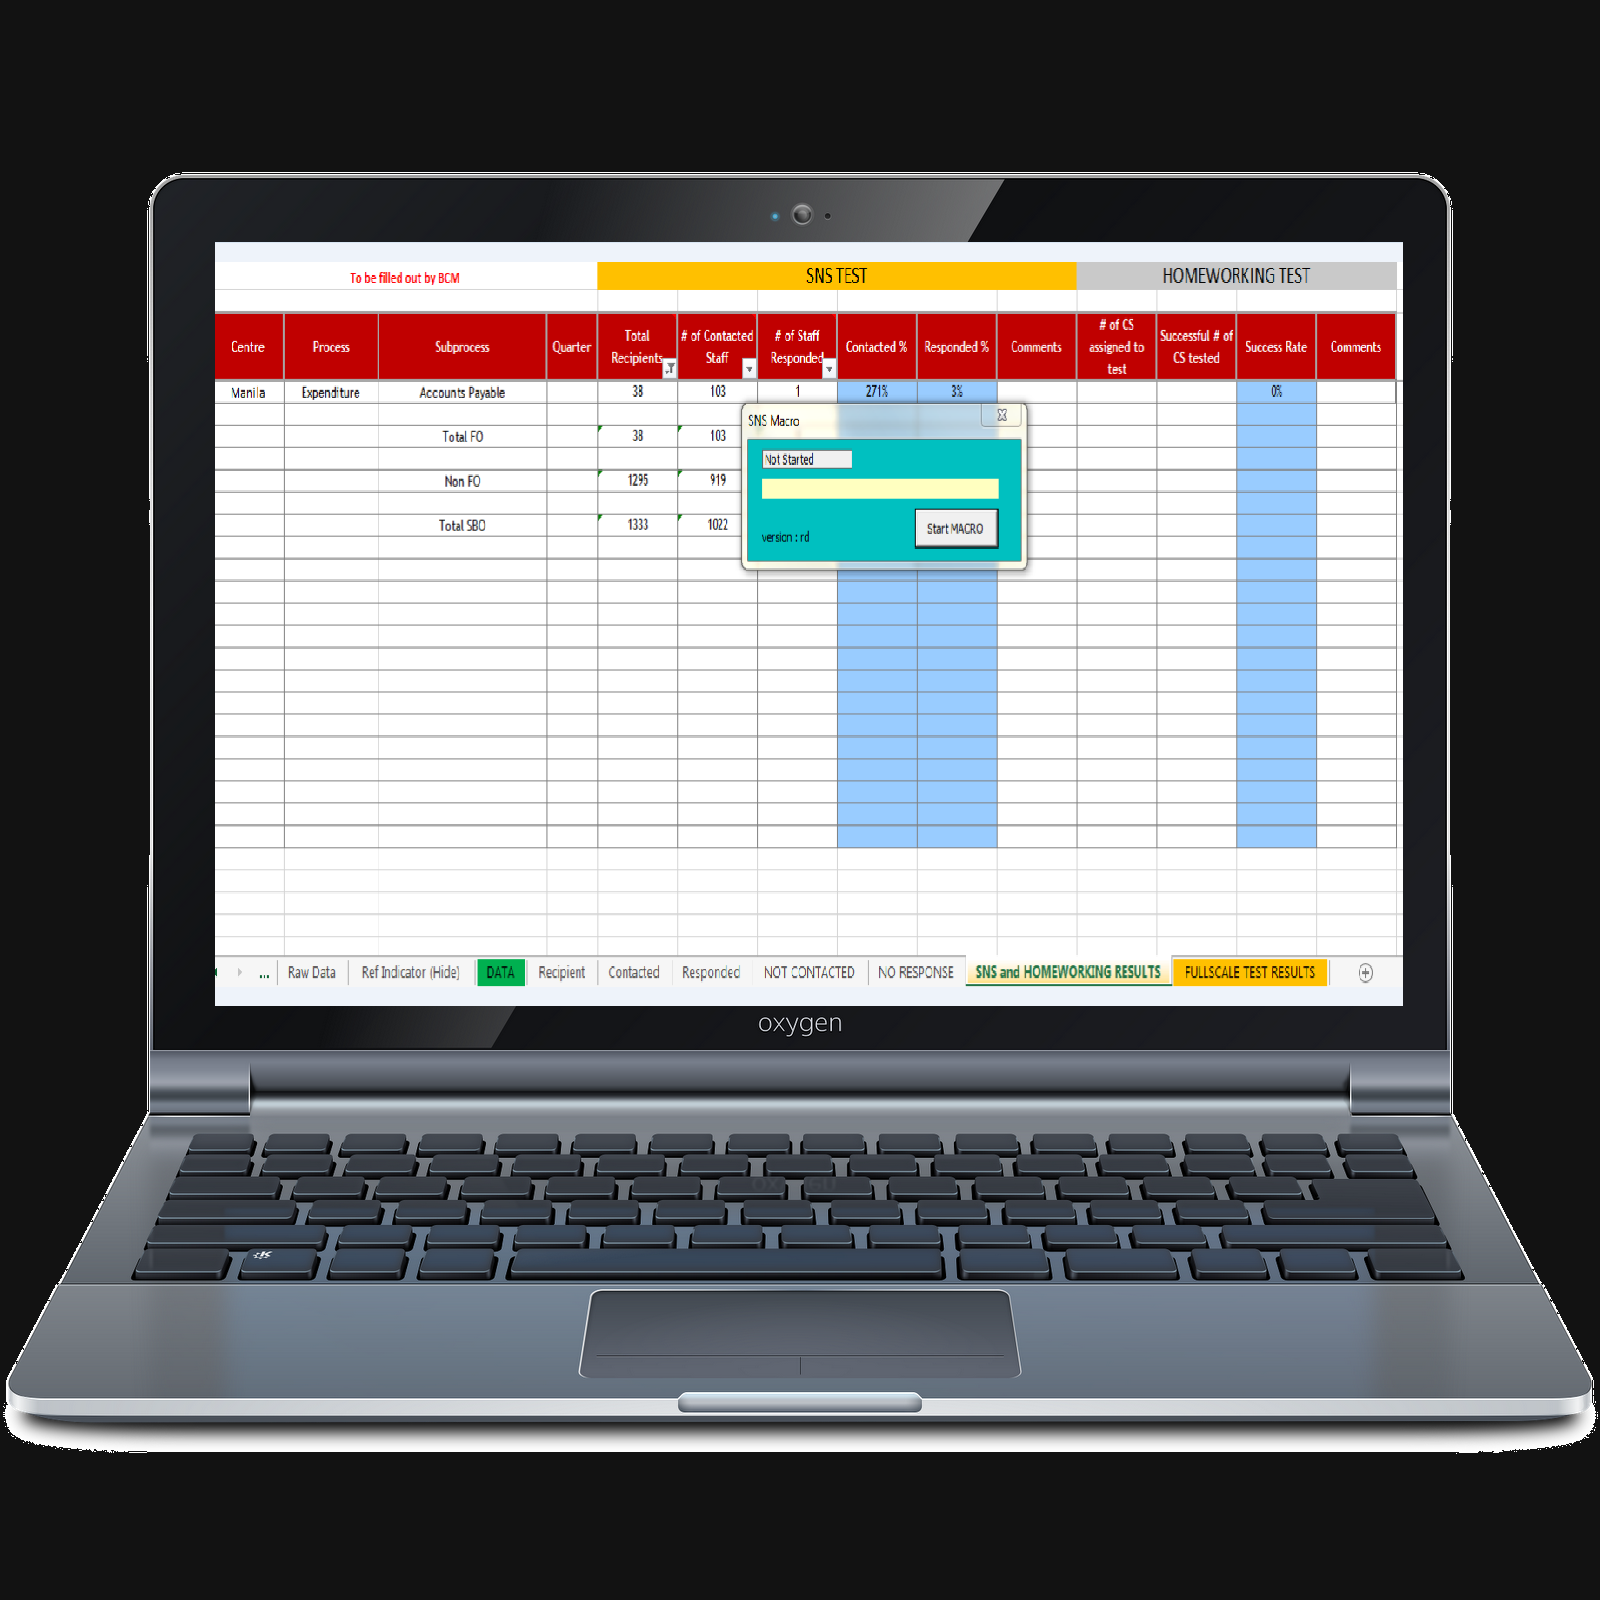 To be filled out by BCM
SNS TEST
HOMEWORKING TEST
Centre
Process
Subprocess
Quarter
Total
Recipients
# of Contacted
Staff
# of Staff
Responded
Contacted %
Responded %
Comments
# of CS
assigned to
test
Successful # of
CS tested
Success Rate
Comments
Manila Expenditure Accounts Payable 38 103 1 271% 3% 0%
Total FO 38 103
Non FO 1295 919
Total SBO 1333 1022
SNS Macro
Not Started
version : rd
Start MACRO
... Raw Data Ref Indicator (Hide) DATA Recipient Contacted Responded NOT CONTACTED NO RESPONSE SNS and HOMEWORKING RESULTS FULLSCALE TEST RESULTS
oxygen